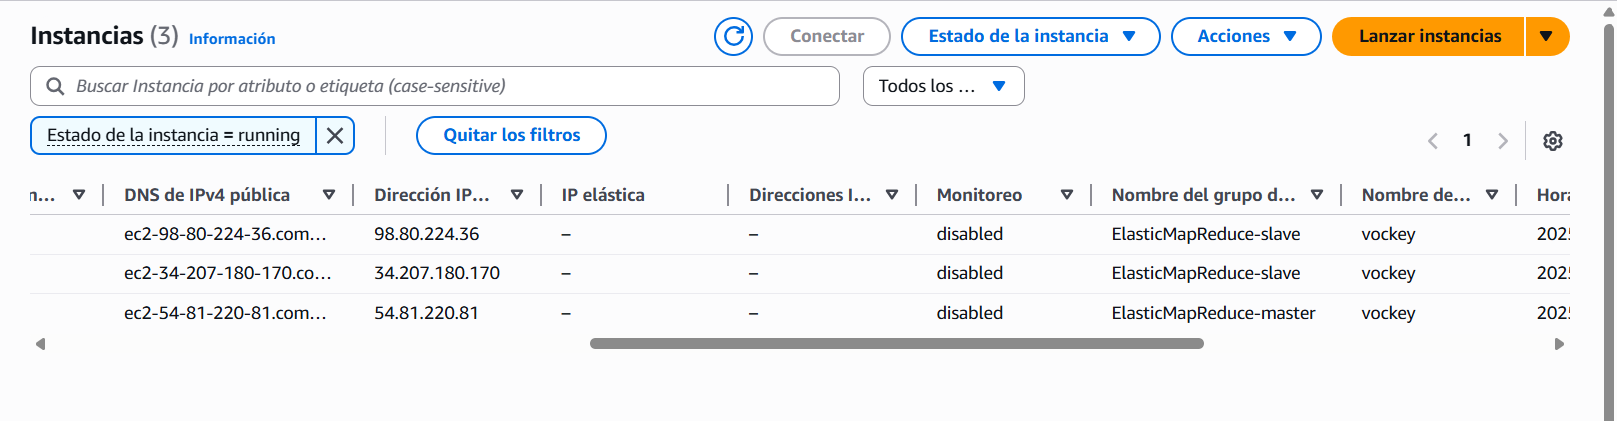 Instancias (3) Información Conectar Estado de la instancia Acciones Lanzar instancias
Buscar Instancia por atributo o etiqueta (case-sensitive) Todos los ...
Estado de la instancia = running Quitar los filtros 1
n... DNS de IPv4 pública Dirección IP... IP elástica Direcciones I... Monitoreo Nombre del grupo d... Nombre de... Hora
ec2-98-80-224-36.com... 98.80.224.36 – – disabled ElasticMapReduce-slave vockey 2025
ec2-34-207-180-170.co... 34.207.180.170 – – disabled ElasticMapReduce-slave vockey 2025
ec2-54-81-220-81.com... 54.81.220.81 – – disabled ElasticMapReduce-master vockey 2025